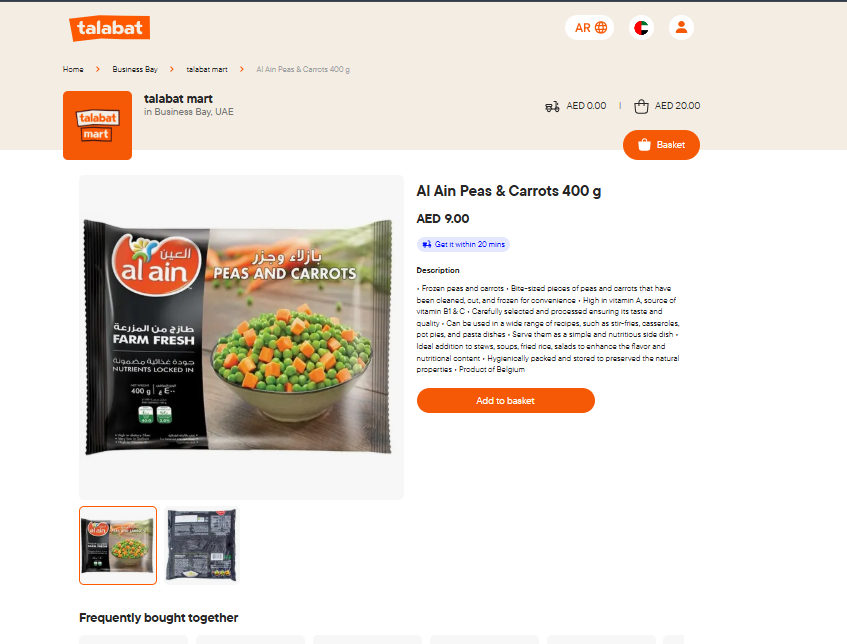 talabat
AR
Home > Business Bay > talabat mart > Al Ain Peas & Carrots 400 g
talabat mart
talabat mart
in Business Bay, UAE
AED 0.00 | AED 20.00
Basket
Al Ain Peas & Carrots 400 g
AED 9.00
Get it within 20 mins
Description
• Frozen peas and carrots • Bite-sized pieces of peas and carrots that have
been cleaned, cut, and frozen for convenience • High in vitamin A, source of
vitamin B1 & C • Carefully selected and processed ensuring its taste and
quality • Can be used in a wide range of recipes, such as stir-fries, casseroles,
pot pies, and pasta dishes • Serve them as a simple and nutritious side dish •
Ideal addition to stews, soups, fried rice, salads to enhance the flavor and
nutritional content • Hygienically packed and stored to preserved the natural
properties • Product of Belgium
Add to basket
العين
al ain
بازلاء وجزر
PEAS AND CARROTS
طازج من المزرعة
FARM FRESH
جودة غذائية مضمونة
NUTRIENTS LOCKED IN
400 g
٤٠٠ غ
al ain
Frequently bought together